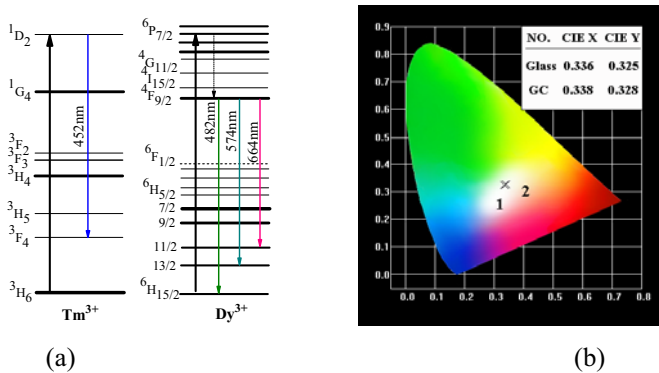 ¹D₂
¹G₄
³F₂
³F₃
³H₄
³H₅
³F₄
³H₆
452nm
Tm³⁺
⁶P₇/₂
⁴G₁₁/₂
⁴I₁₅/₂
⁴F₉/₂
482nm
574nm
664nm
⁶F₁/₂
⁶H₅/₂
7/2
9/2
11/2
13/2
⁶H₁₅/₂
Dy³⁺
(a)
NO. CIE X CIE Y
Glass 0.336 0.325
GC 0.338 0.328
0.9
0.8
0.7
0.6
0.5
0.4
0.3
0.2
0.1
0.0
1 2
0.0 0.1 0.2 0.3 0.4 0.5 0.6 0.7 0.8
(b)